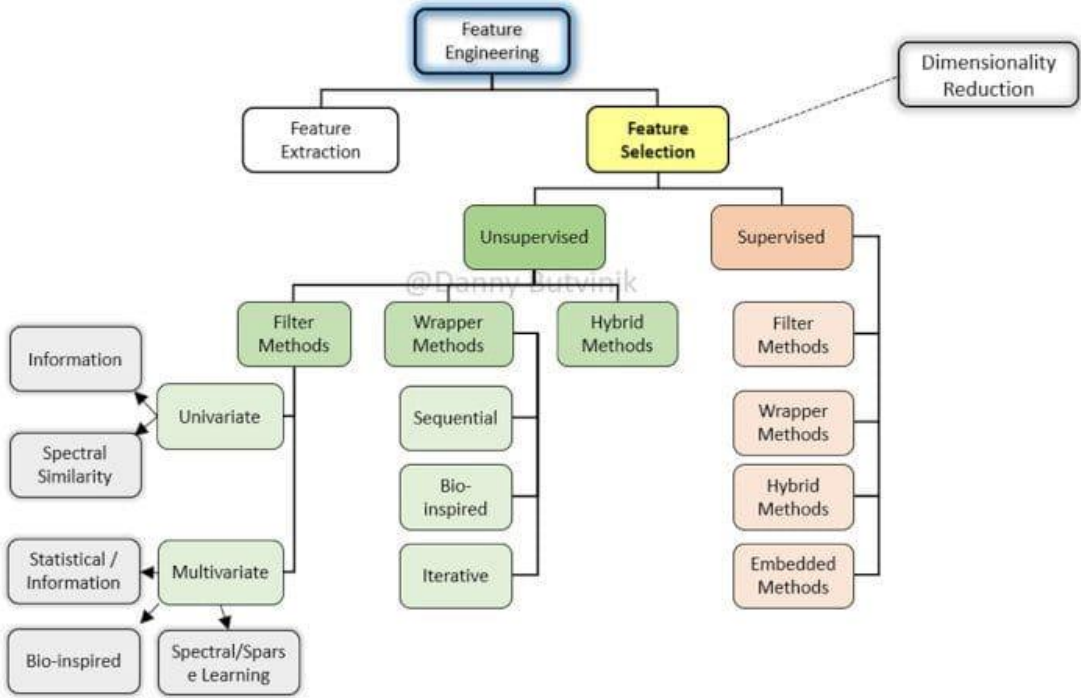 Feature
Engineering
Dimensionality
Reduction
Feature
Extraction
Feature
Selection
Unsupervised
Supervised
@Danny Butvinik
Filter
Methods
Wrapper
Methods
Hybrid
Methods
Filter
Methods
Information
Univariate
Sequential
Wrapper
Methods
Spectral
Similarity
Bio-
inspired
Hybrid
Methods
Statistical /
Information
Multivariate
Iterative
Embedded
Methods
Bio-inspired
Spectral/Spars
e Learning